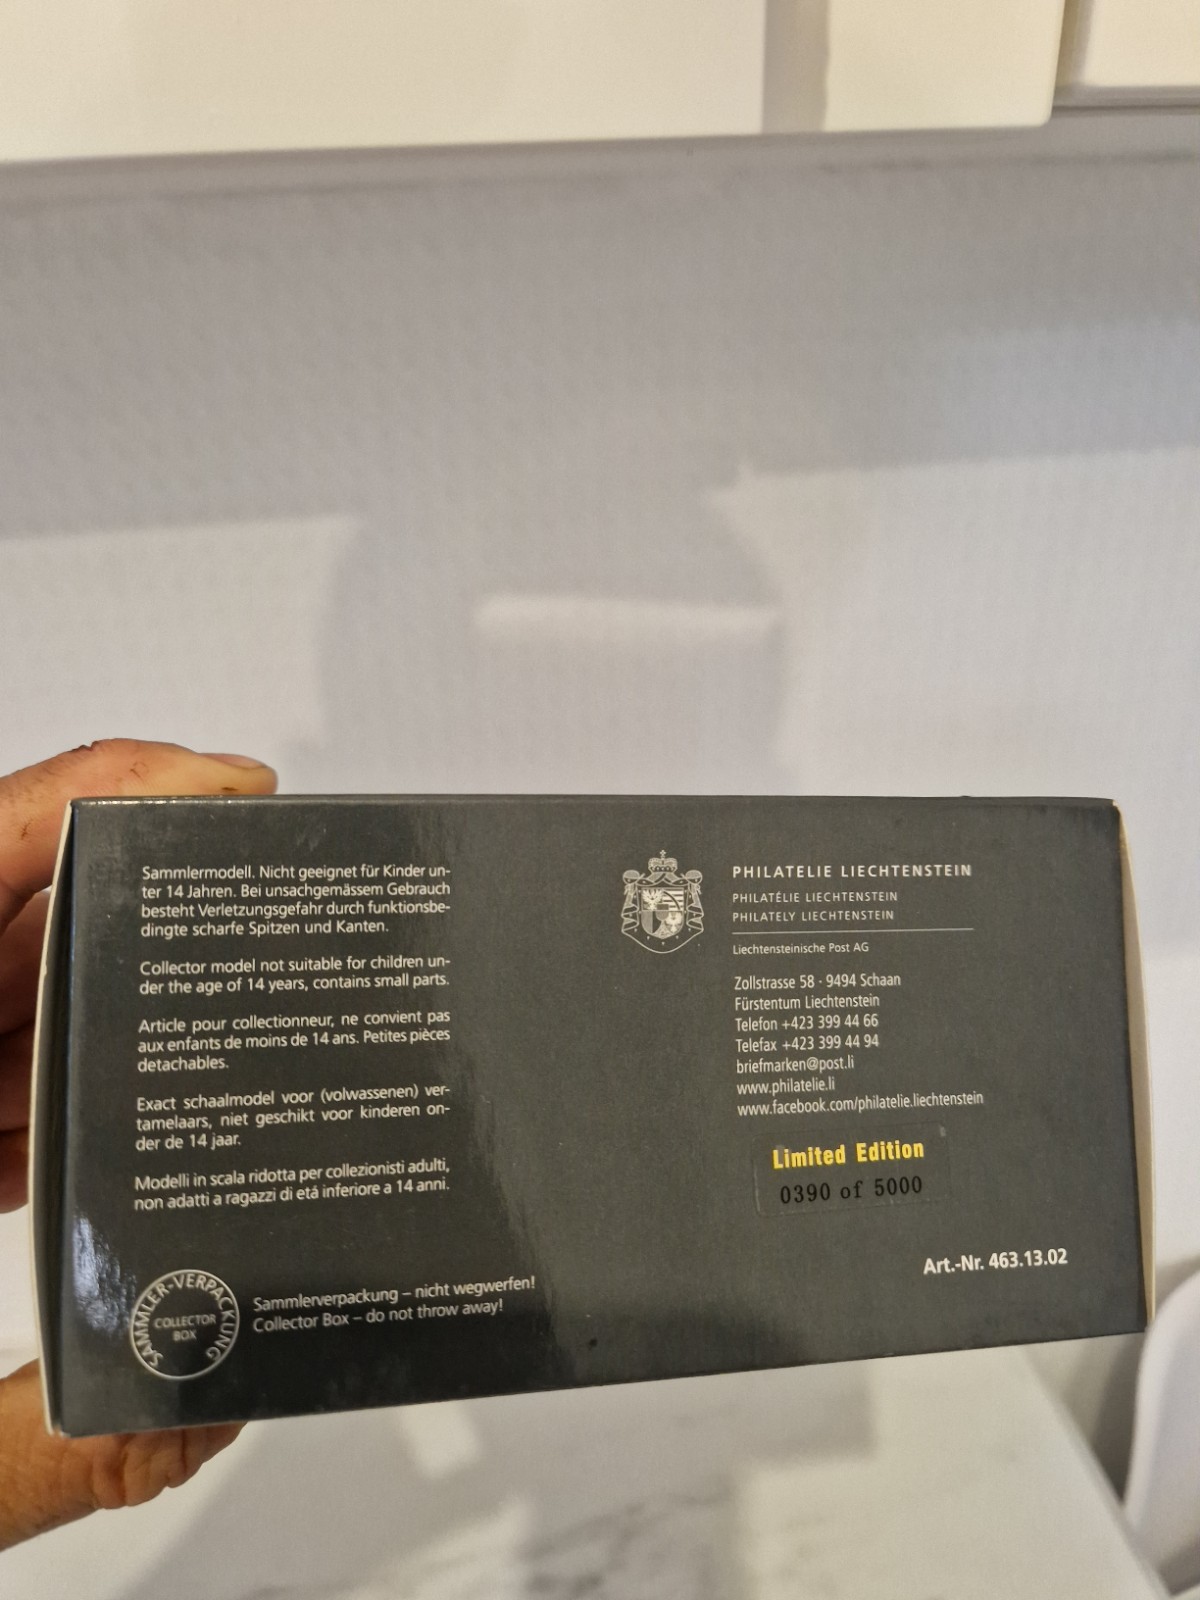 Sammlermodell. Nicht geeignet für Kinder un-
ter 14 Jahren. Bei unsachgemässem Gebrauch
besteht Verletzungsgefahr durch funktionsbe-
dingte scharfe Spitzen und Kanten.
Collector model not suitable for children un-
der the age of 14 years, contains small parts.
Article pour collectionneur, ne convient pas
aux enfants de moins de 14 ans. Petites pièces
detachables.
Exact schaalmodel voor (volwassenen) ver-
tamelaars, niet geschikt voor kinderen on-
der de 14 jaar.
Modelli in scala ridotta per collezionisti adulti,
non adatti a ragazzi di etá inferiore a 14 anni.
SAMMLER-VERPACKUNG
COLLECTOR
BOX
Sammlerverpackung – nicht wegwerfen!
Collector Box – do not throw away!
PHILATELIE LIECHTENSTEIN
PHILATÉLIE LIECHTENSTEIN
PHILATELY LIECHTENSTEIN
Liechtensteinische Post AG
Zollstrasse 58 · 9494 Schaan
Fürstentum Liechtenstein
Telefon +423 399 44 66
Telefax +423 399 44 94
briefmarken@post.li
www.philatelie.li
www.facebook.com/philatelie.liechtenstein
Limited Edition
0390 of 5000
Art.-Nr. 463.13.02